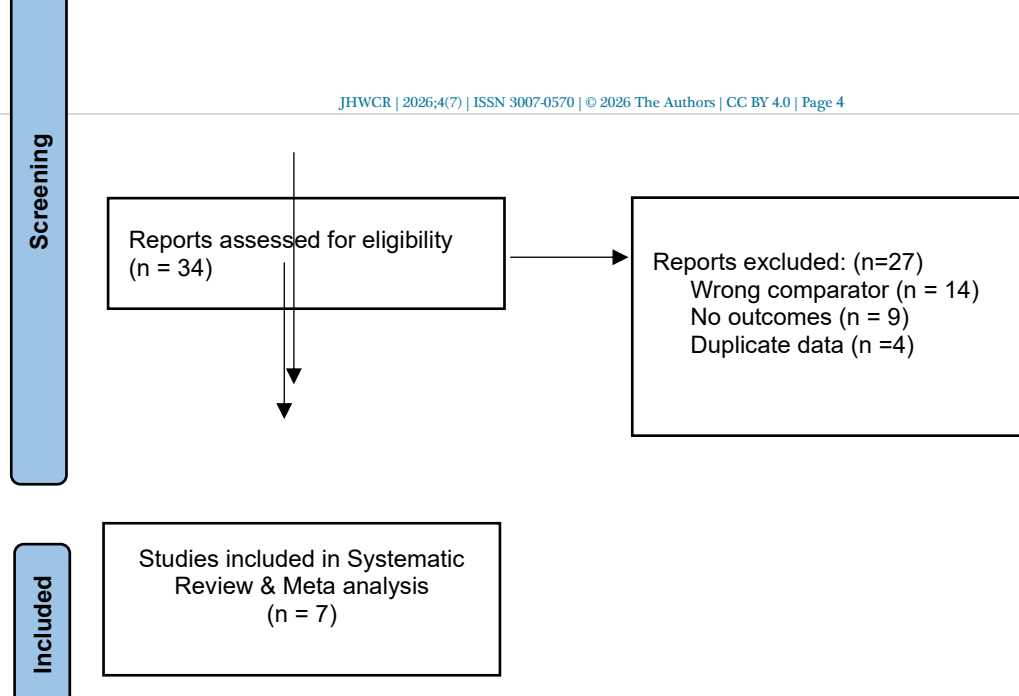 JHWCR | 2026;4(7) | ISSN 3007-0570 | © 2026 The Authors | CC BY 4.0 | Page 4
Screening
Reports assessed for eligibility
(n = 34)
Reports excluded: (n=27)
Wrong comparator (n = 14)
No outcomes (n = 9)
Duplicate data (n =4)
Included
Studies included in Systematic
Review & Meta analysis
(n = 7)